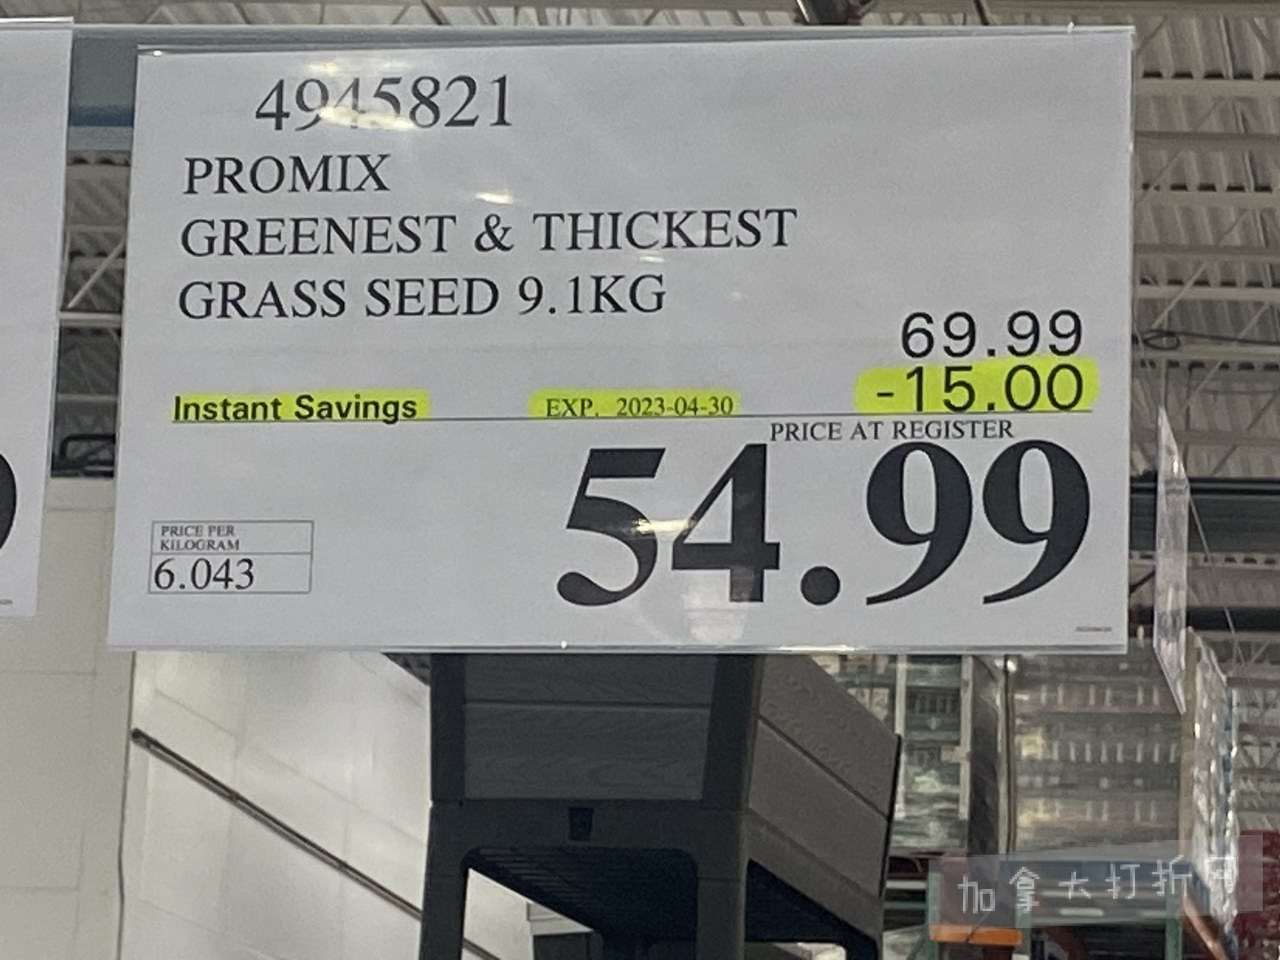 4945821
PROMIX
GREENEST & THICKEST
GRASS SEED 9.1KG
69.99
Instant Savings EXP. 2023-04-30 -15.00
PRICE AT REGISTER
54.99
PRICE PER
KILOGRAM
6.043
加拿大打折网